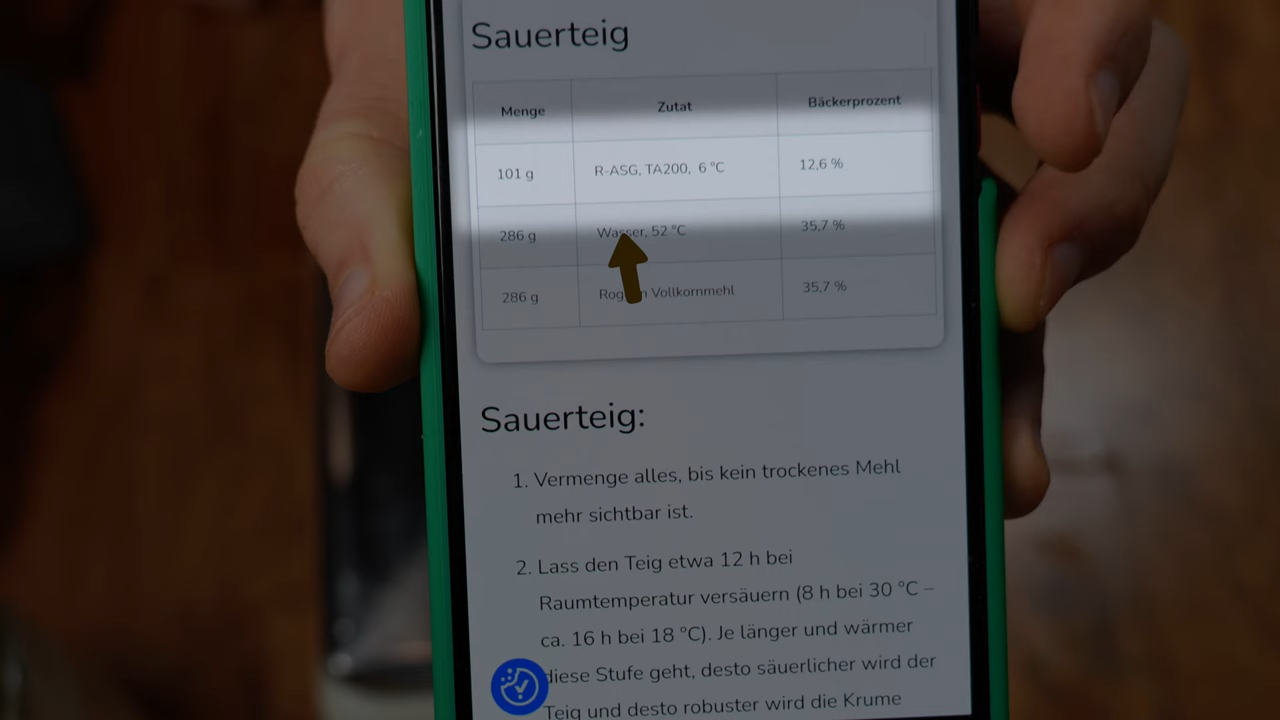 Sauerteig
Menge Zutat Bäckerprozent
101 g R-ASG, TA200, 6 °C 12,6 %
286 g Wasser, 52 °C 35,7 %
286 g Vollkornmehl 35,7 %
Sauerteig:
1. Vermenge alles, bis kein trockenes Mehl
mehr sichtbar ist.
2. Lass den Teig etwa 12 h bei
Raumtemperatur versäuern (8 h bei 30 °C –
ca. 16 h bei 18 °C). Je länger und wärmer
diese Stufe geht, desto säuerlicher wird der
Teig und desto robuster wird die Krume